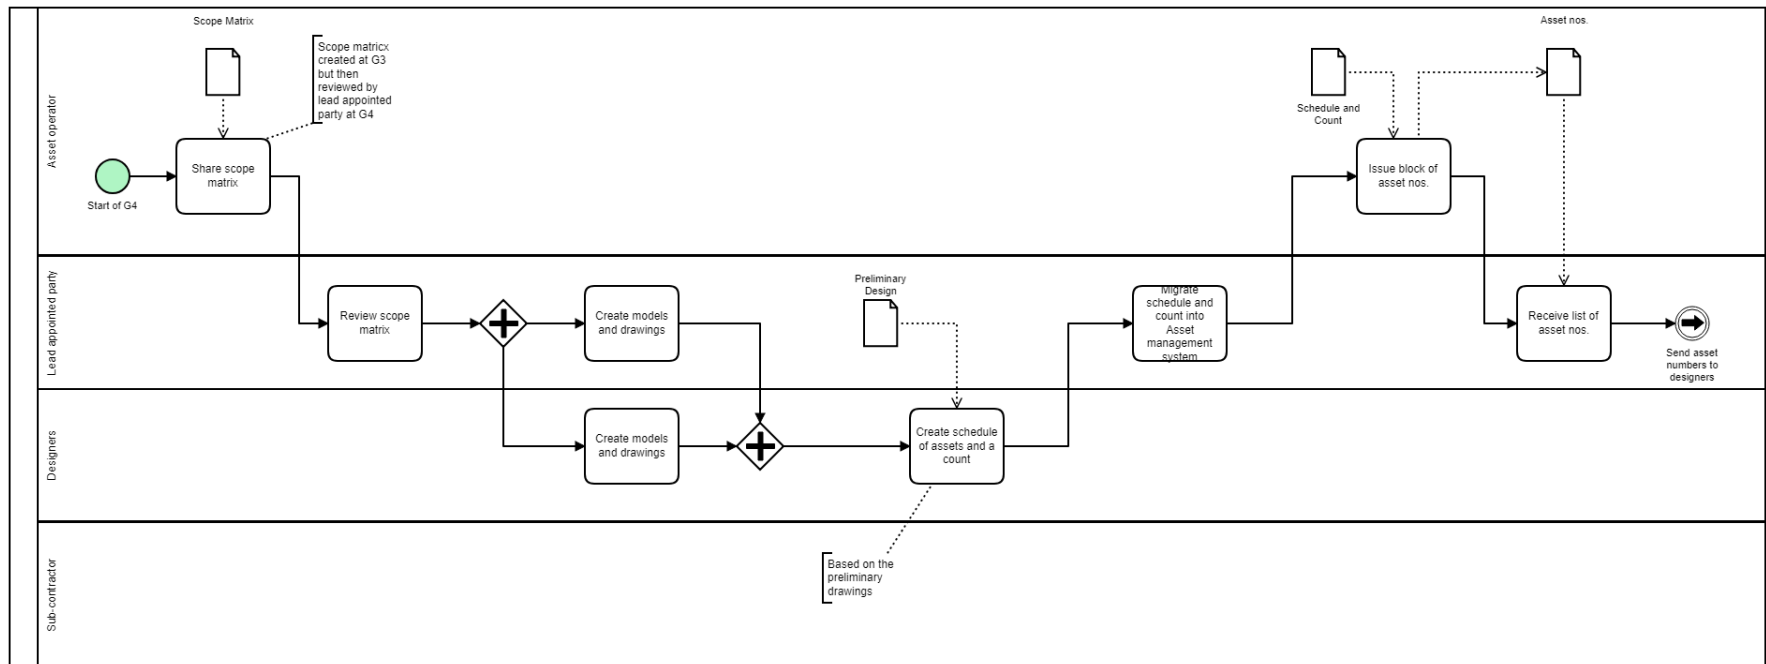 Scope Matrix
Scope matricx
created at G3
but then
reviewed by
lead appointed
party at G4
Asset nos.
Schedule and
Count
Asset operator
Share scope
matrix
Start of G4
Issue block of
asset nos.
Lead appointed party
Review scope
matrix
Create models
and drawings
Preliminary
Design
Migrate
schedule and
count into
Asset
management
system
Receive list of
asset nos.
Send asset
numbers to
designers
Designers
Create models
and drawings
Create schedule
of assets and a
count
Sub-contractor
Based on the
preliminary
drawings